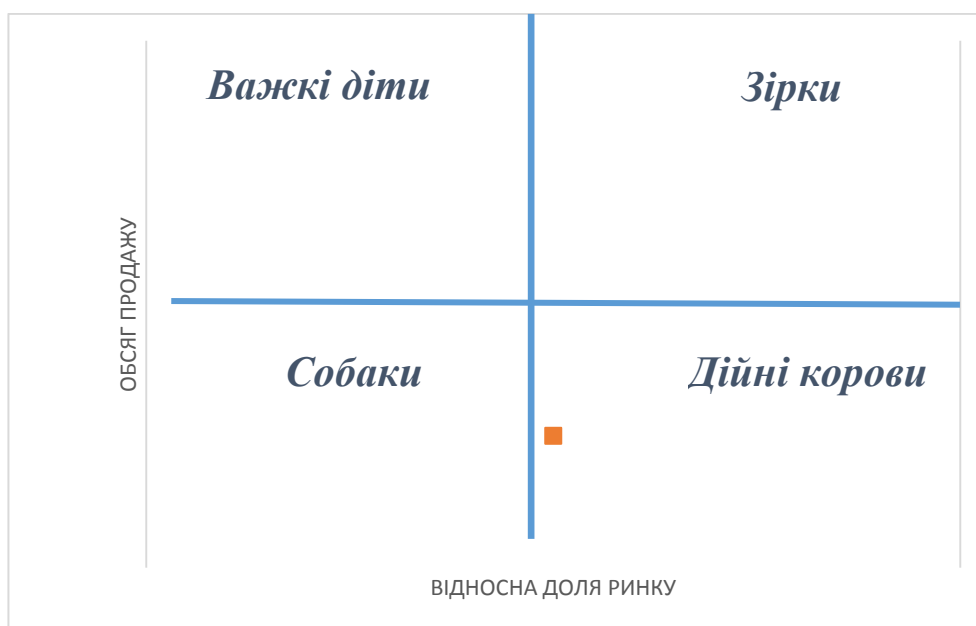 Важкі діти
Зірки
ОБСЯГ ПРОДАЖУ
Собаки
Дійні корови
ВІДНОСНА ДОЛЯ РИНКУ